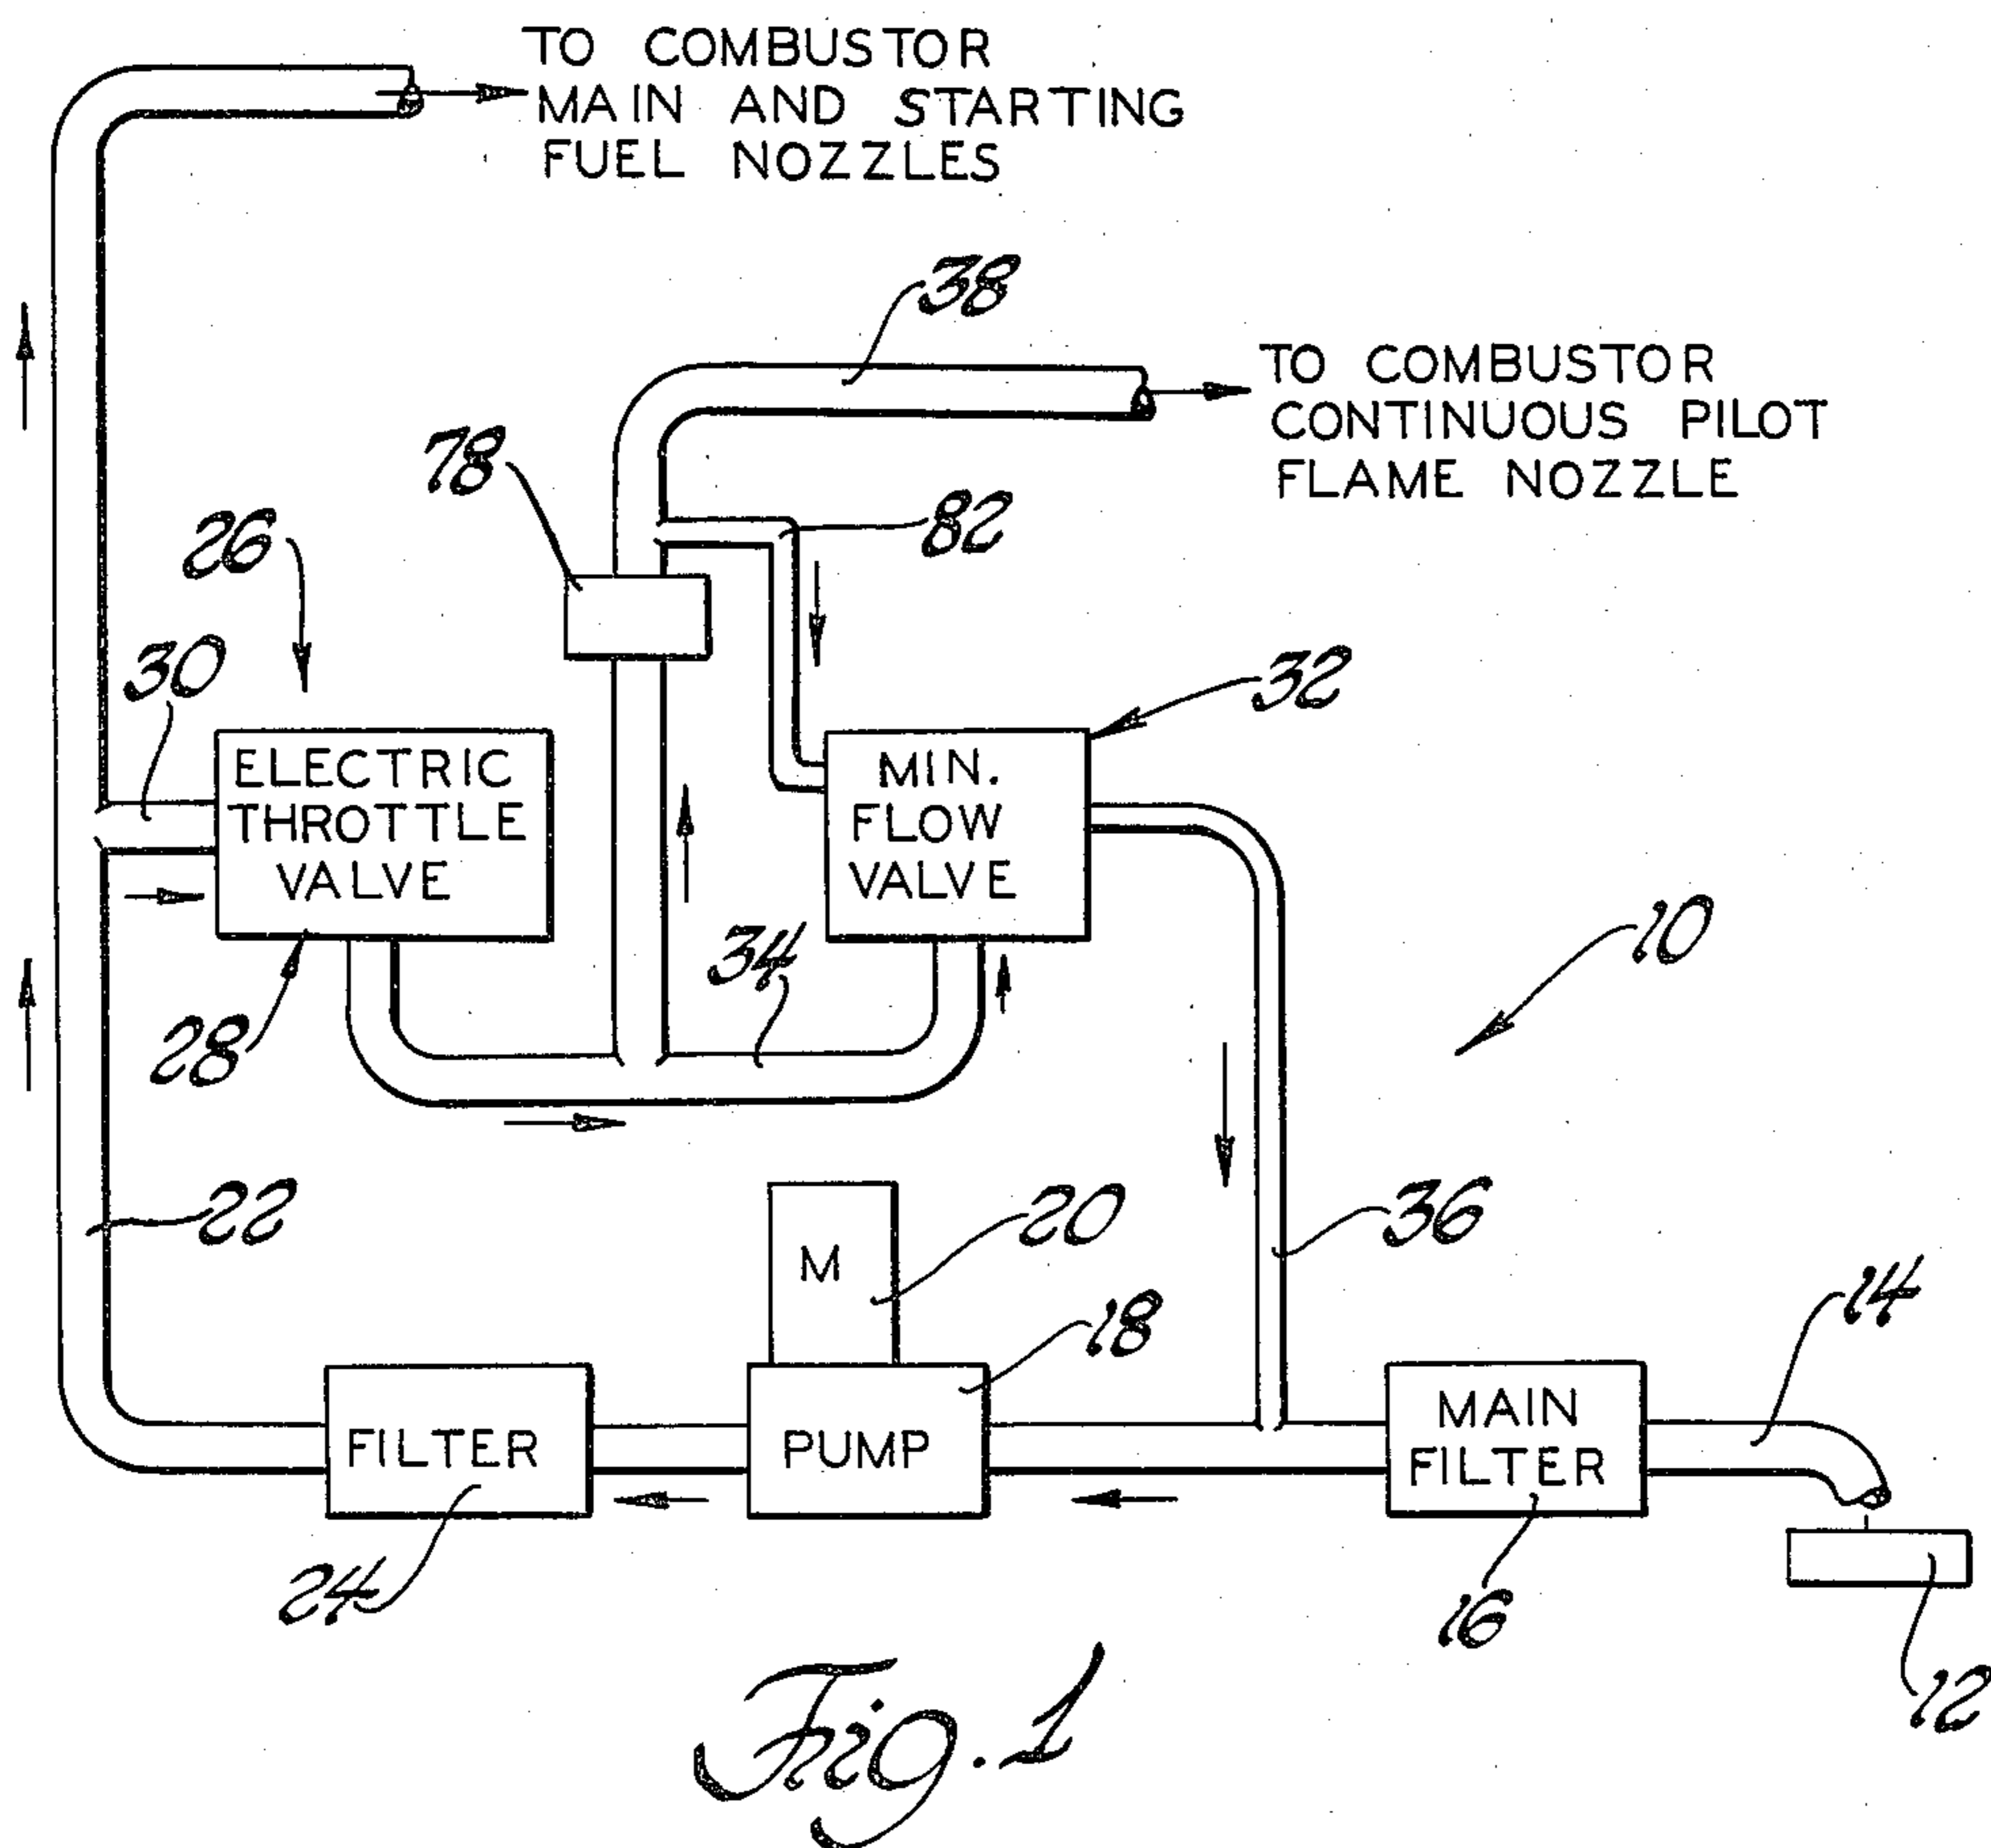 TO COMBUSTOR
MAIN AND STARTING
FUEL NOZZLES
38
TO COMBUSTOR
CONTINUOUS PILOT
FLAME NOZZLE
78
82
26
30
32
ELECTRIC
THROTTLE
VALVE
MIN.
FLOW
VALVE
10
34
28
22
20
36
M
18
14
FILTER
PUMP
MAIN
FILTER
24
16
12
Fig. 1